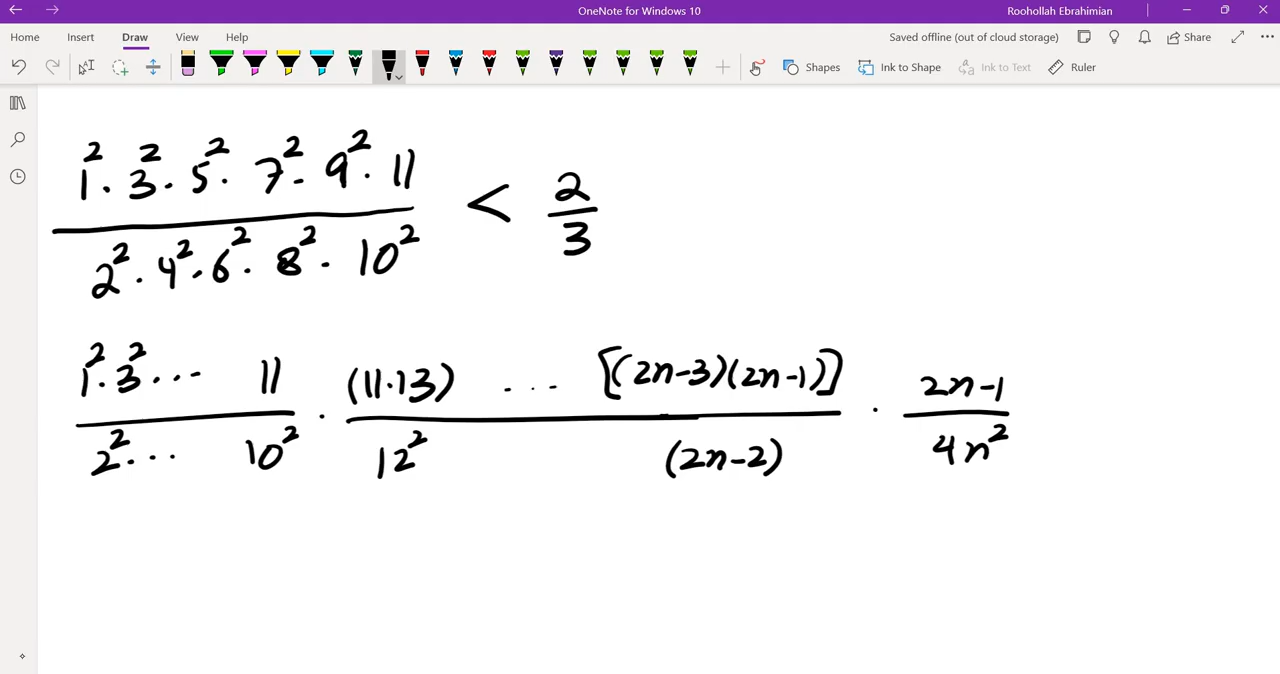 OneNote for Windows 10
Roohollah Ebrahimian
Home Insert Draw View Help
Saved offline (out of cloud storage) Share
Shapes Ink to Shape Ink to Text Ruler
1² · 3² · 5² · 7² · 9² · 11 / 2² · 4² · 6² · 8² · 10² < 2/3
1² · 3² ... 11 / 2² ... 10² · (11·13) ... [(2n-3)(2n-1)] / 12² (2n-2) · 2n-1 / 4n²